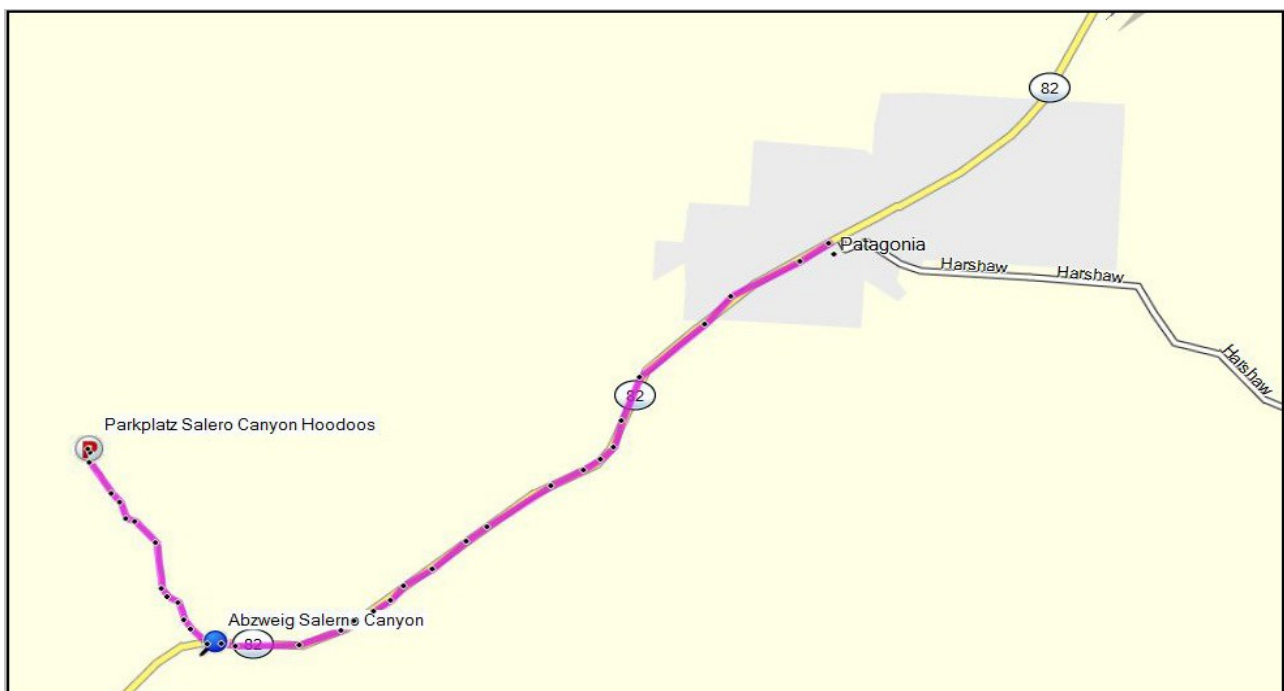 82
Patagonia
Harshaw
Harshaw
Harshaw
82
Parkplatz Salero Canyon Hoodoos
P
Abzweig Salerno Canyon
82